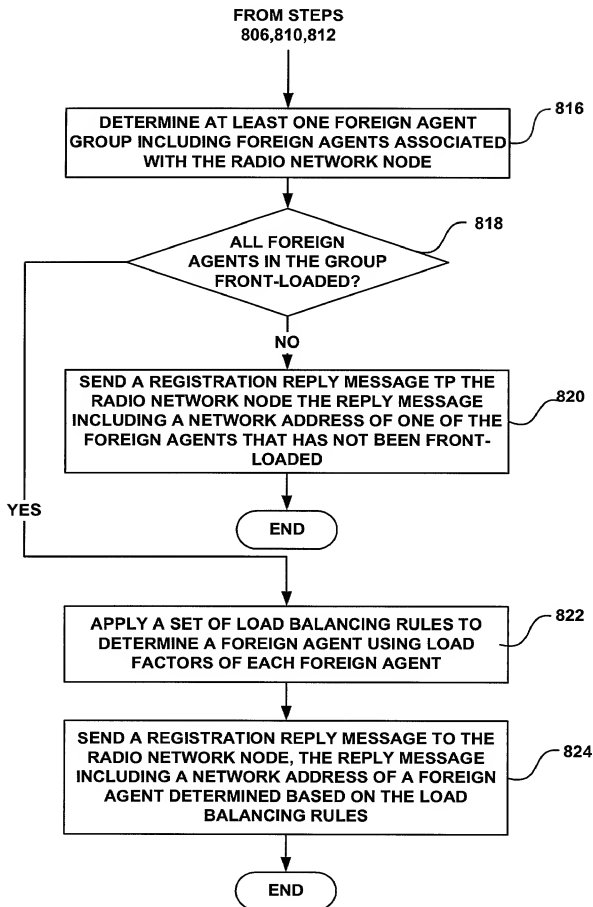 FROM STEPS
806,810,812
DETERMINE AT LEAST ONE FOREIGN AGENT
GROUP INCLUDING FOREIGN AGENTS ASSOCIATED
WITH THE RADIO NETWORK NODE
816
ALL FOREIGN
AGENTS IN THE GROUP
FRONT-LOADED?
818
NO
SEND A REGISTRATION REPLY MESSAGE TP THE
RADIO NETWORK NODE THE REPLY MESSAGE
INCLUDING A NETWORK ADDRESS OF ONE OF THE
FOREIGN AGENTS THAT HAS NOT BEEN FRONT-
LOADED
820
YES
END
APPLY A SET OF LOAD BALANCING RULES TO
DETERMINE A FOREIGN AGENT USING LOAD
FACTORS OF EACH FOREIGN AGENT
822
SEND A REGISTRATION REPLY MESSAGE TO THE
RADIO NETWORK NODE, THE REPLY MESSAGE
INCLUDING A NETWORK ADDRESS OF A FOREIGN
AGENT DETERMINED BASED ON THE LOAD
BALANCING RULES
824
END